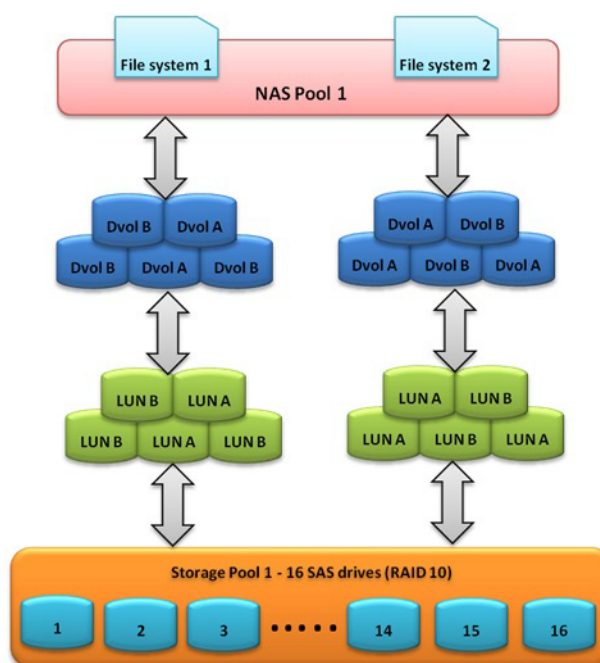 File system 1 File system 2
NAS Pool 1
Dvol B Dvol A Dvol A Dvol B
Dvol B Dvol A Dvol B Dvol A Dvol B Dvol A
LUN B LUN A LUN A LUN B
LUN B LUN A LUN B LUN A LUN B LUN A
Storage Pool 1 - 16 SAS drives (RAID 10)
1 2 3 ..... 14 15 16